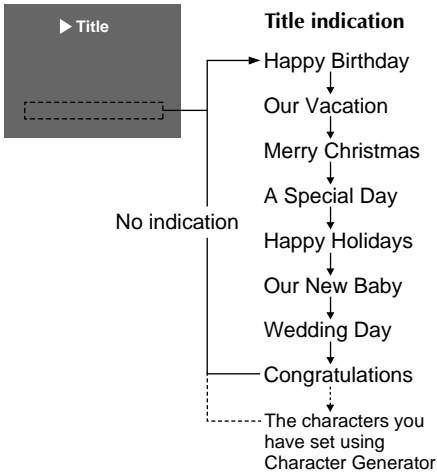 ▶ Title
Title indication
Happy Birthday
Our Vacation
Merry Christmas
A Special Day
No indication
Happy Holidays
Our New Baby
Wedding Day
Congratulations
The characters you
have set using
Character Generator